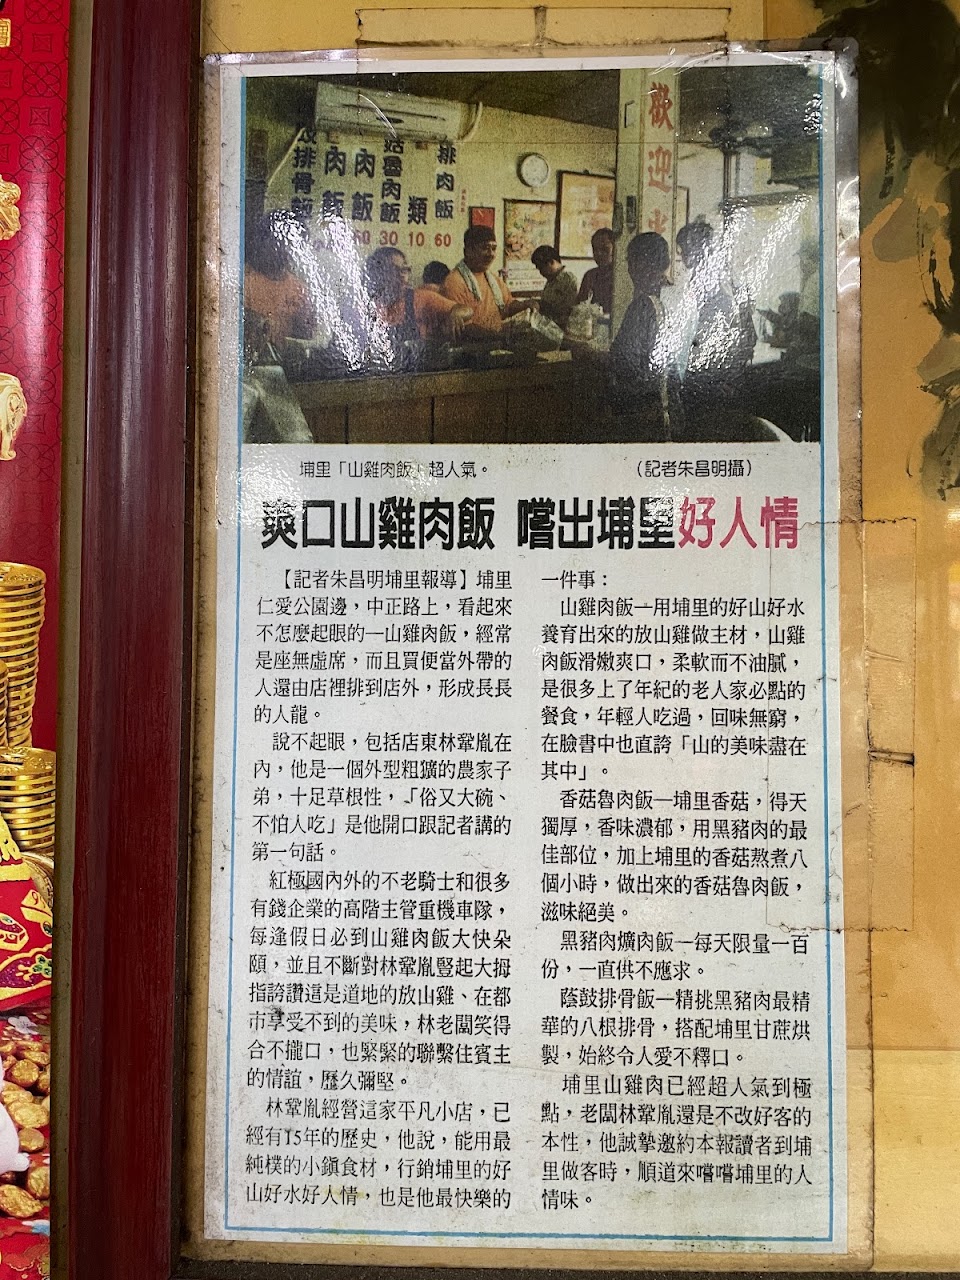 歡迎
排骨飯
肉飯
肉飯
菇魯肉飯
類
排肉飯
30 10 60
埔里「山雞肉飯」超人氣。
(記者朱昌明攝)
爽口山雞肉飯 嚐出埔里好人情
【記者朱昌明埔里報導】埔里
仁愛公園邊，中正路上，看起來
不怎麼起眼的一山雞肉飯，經常
是座無虛席，而且買便當外帶的
人還由店裡排到店外，形成長長
的人龍。
說不起眼，包括店東林鞏胤在
內，他是一個外型粗獷的農家子
弟，十足草根性，「俗又大碗、
不怕人吃」是他開口跟記者講的
第一句話。
紅極國內外的不老騎士和很多
有錢企業的高階主管重機車隊，
每逢假日必到山雞肉飯大快朵
頤，並且不斷對林鞏胤豎起大拇
指誇讚這是道地的放山雞、在都
市享受不到的美味，林老闆笑得
合不攏口，也緊緊的聯繫住賓主
的情誼，歷久彌堅。
林鞏胤經營這家平凡小店，已
經有15年的歷史，他說，能用最
純樸的小鎮食材，行銷埔里的好
山好水好人情，也是他最快樂的
一件事：
山雞肉飯—用埔里的好山好水
養育出來的放山雞做主材，山雞
肉飯滑嫩爽口，柔軟而不油膩，
是很多上了年紀的老人家必點的
餐食，年輕人吃過，回味無窮，
在臉書中也直誇「山的美味盡在
其中」。
香菇魯肉飯—埔里香菇，得天
獨厚，香味濃郁，用黑豬肉的最
佳部位，加上埔里的香菇熬煮八
個小時，做出來的香菇魯肉飯，
滋味絕美。
黑豬肉爌肉飯—每天限量一百
份，一直供不應求。
蔭鼓排骨飯—精挑黑豬肉最精
華的八根排骨，搭配埔里甘蔗烘
製，始終令人愛不釋口。
埔里山雞肉已經超人氣到極
點，老闆林鞏胤還是不改好客的
本性，他誠摯邀約本報讀者到埔
里做客時，順道來嚐嚐埔里的人
情味。